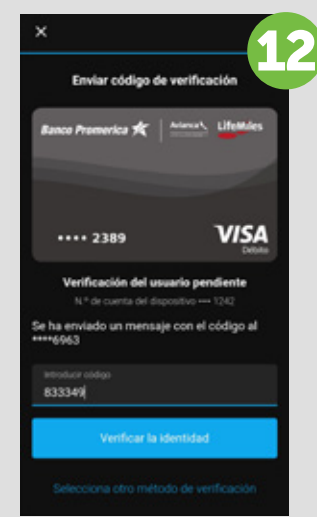 12
Enviar código de verificación
Banco Promerica Avianca LifeMiles
•••• 2389 VISA
Débito
Verificación del usuario pendiente
N.º de cuenta del dispositivo •••• 1242
Se ha enviado un mensaje con el código al
****6963
Introducir código
833349
Verificar la identidad
Selecciona otro método de verificación